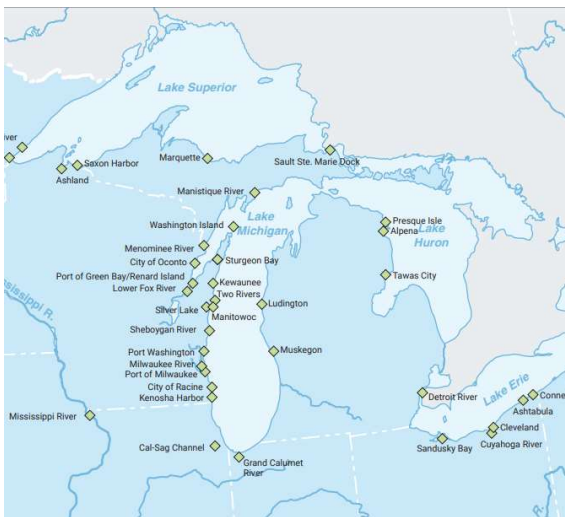 Lake Superior
iver
Marquette
Sault Ste. Marie Dock
Saxon Harbor
Ashland
Manistique River
Washington Island
Lake
Michigan
Presque Isle
Alpena
Lake
Huron
Menominee River
City of Oconto
Sturgeon Bay
Port of Green Bay/Renard Island
Lower Fox River
Kewaunee
Two Rivers
Tawas City
Silver Lake
Manitowoc
Ludington
Sheboygan River
Port Washington
Muskegon
Milwaukee River
Port of Milwaukee
City of Racine
Kenosha Harbor
Detroit River
Lake Erie
Conne
Ashtabula
Mississippi River
Cleveland
Cuyahoga River
Sandusky Bay
Cal-Sag Channel
Grand Calumet
River
ssissippi R.
R.